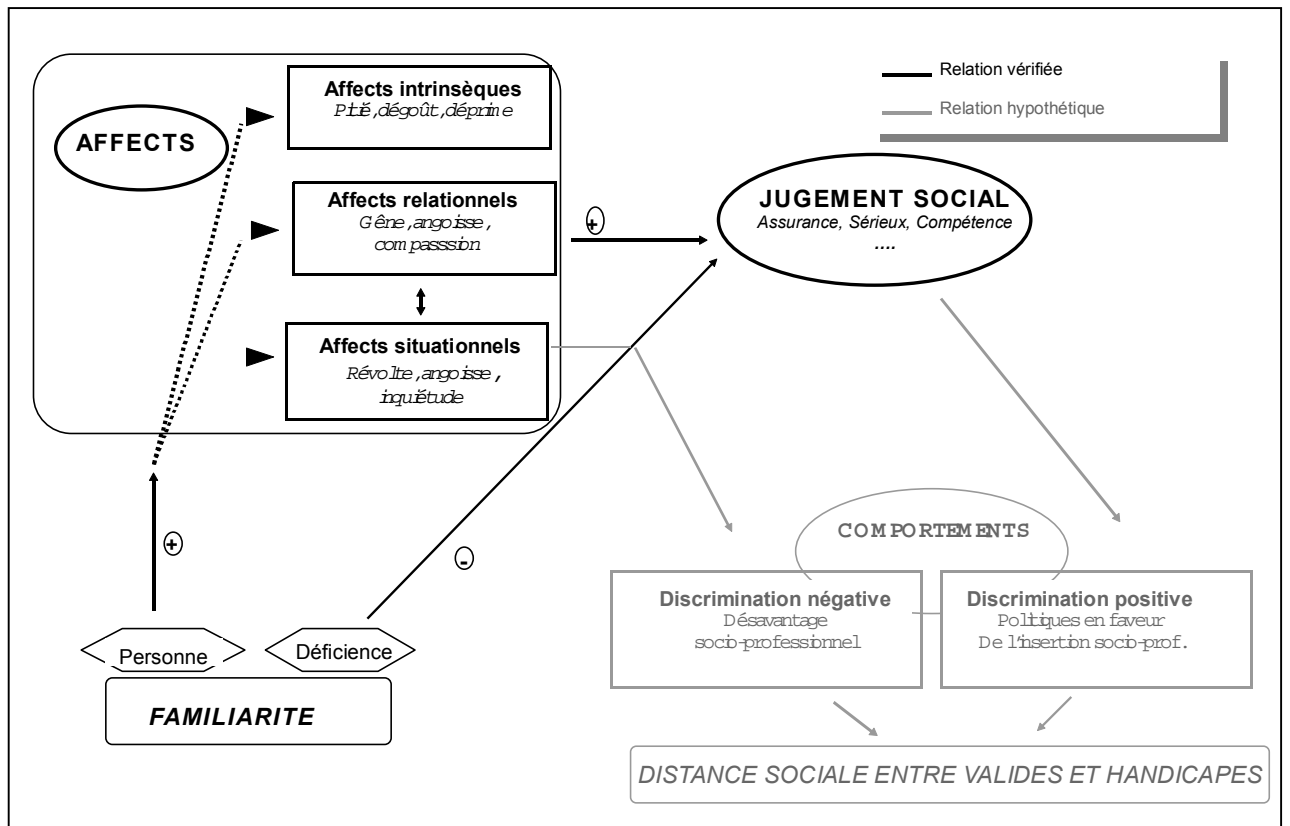 Relation vérifiée
Relation hypothétique
AFFECTS
Affects intrinsèques
Pitié, dégoût, déprime
Affects relationnels
Gêne, angoisse,
compasssion
Affects situationnels
Révolte, angoisse,
inquiétude
+
JUGEMENT SOCIAL
Assurance, Sérieux, Compétence
....
+
-
COMPORTEMENTS
Discrimination négative
Désavantage
socio-professionnel
Discrimination positive
Politiques en faveur
De l'insertion socio-prof.
Personne
Déficience
FAMILIARITE
DISTANCE SOCIALE ENTRE VALIDES ET HANDICAPES